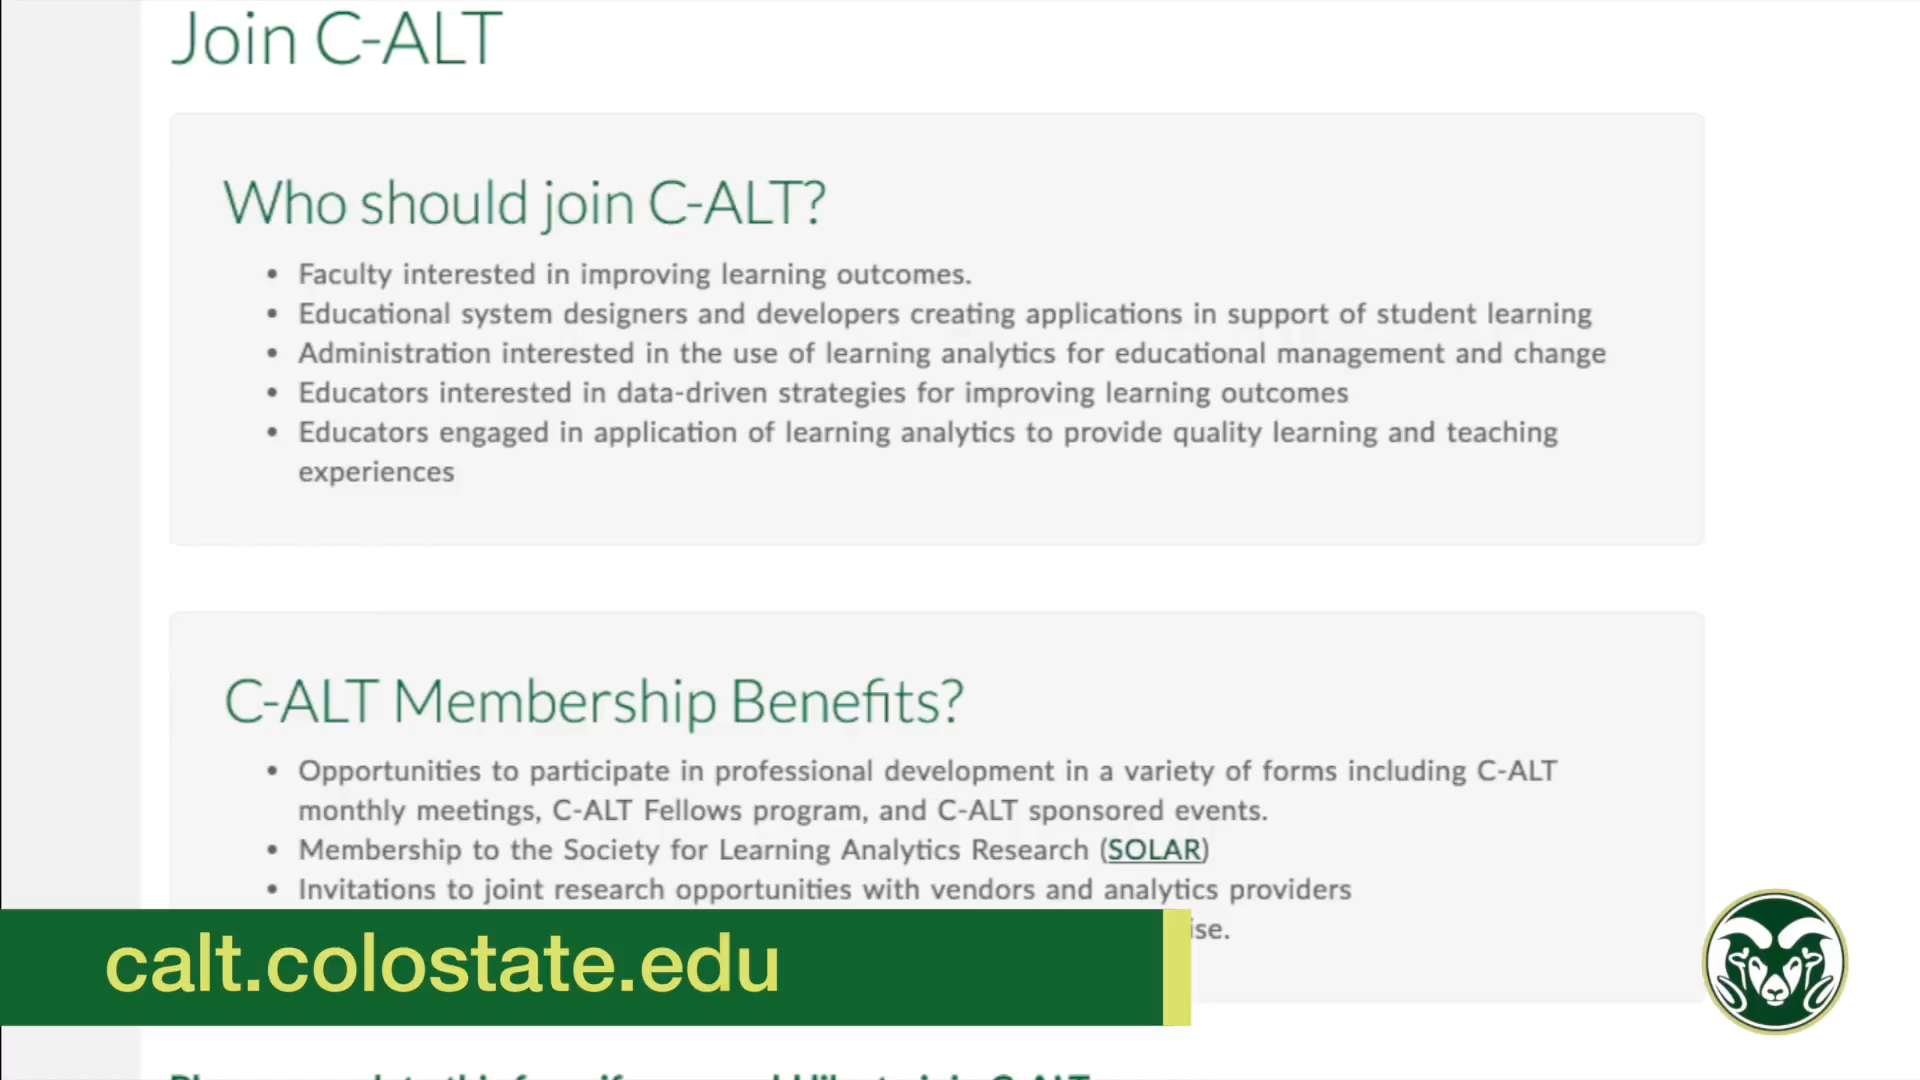 Join C-ALT
Who should join C-ALT?
• Faculty interested in improving learning outcomes.
• Educational system designers and developers creating applications in support of student learning
• Administration interested in the use of learning analytics for educational management and change
• Educators interested in data-driven strategies for improving learning outcomes
• Educators engaged in application of learning analytics to provide quality learning and teaching
experiences
C-ALT Membership Benefits?
• Opportunities to participate in professional development in a variety of forms including C-ALT
monthly meetings, C-ALT Fellows program, and C-ALT sponsored events.
• Membership to the Society for Learning Analytics Research (SOLAR)
• Invitations to joint research opportunities with vendors and analytics providers
calt.colostate.edu